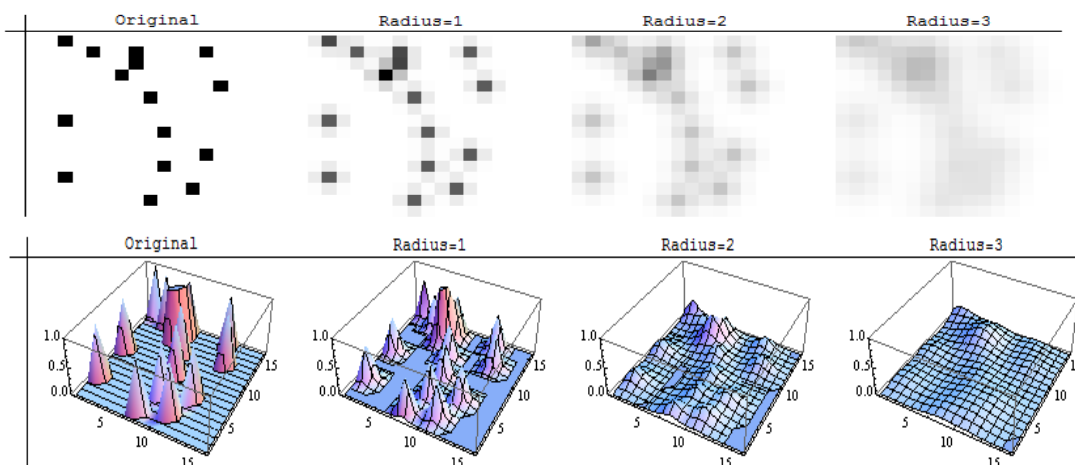 Original Radius=1 Radius=2 Radius=3
Original Radius=1 Radius=2 Radius=3
1.0 1.0 1.0 1.0
0.5 15 0.5 15 0.5 15 0.5 15
0.0 10 0.0 10 0.0 10 0.0 10
5 5 5 5 5 5 5 5
10 10 10 10
15 15 15 15